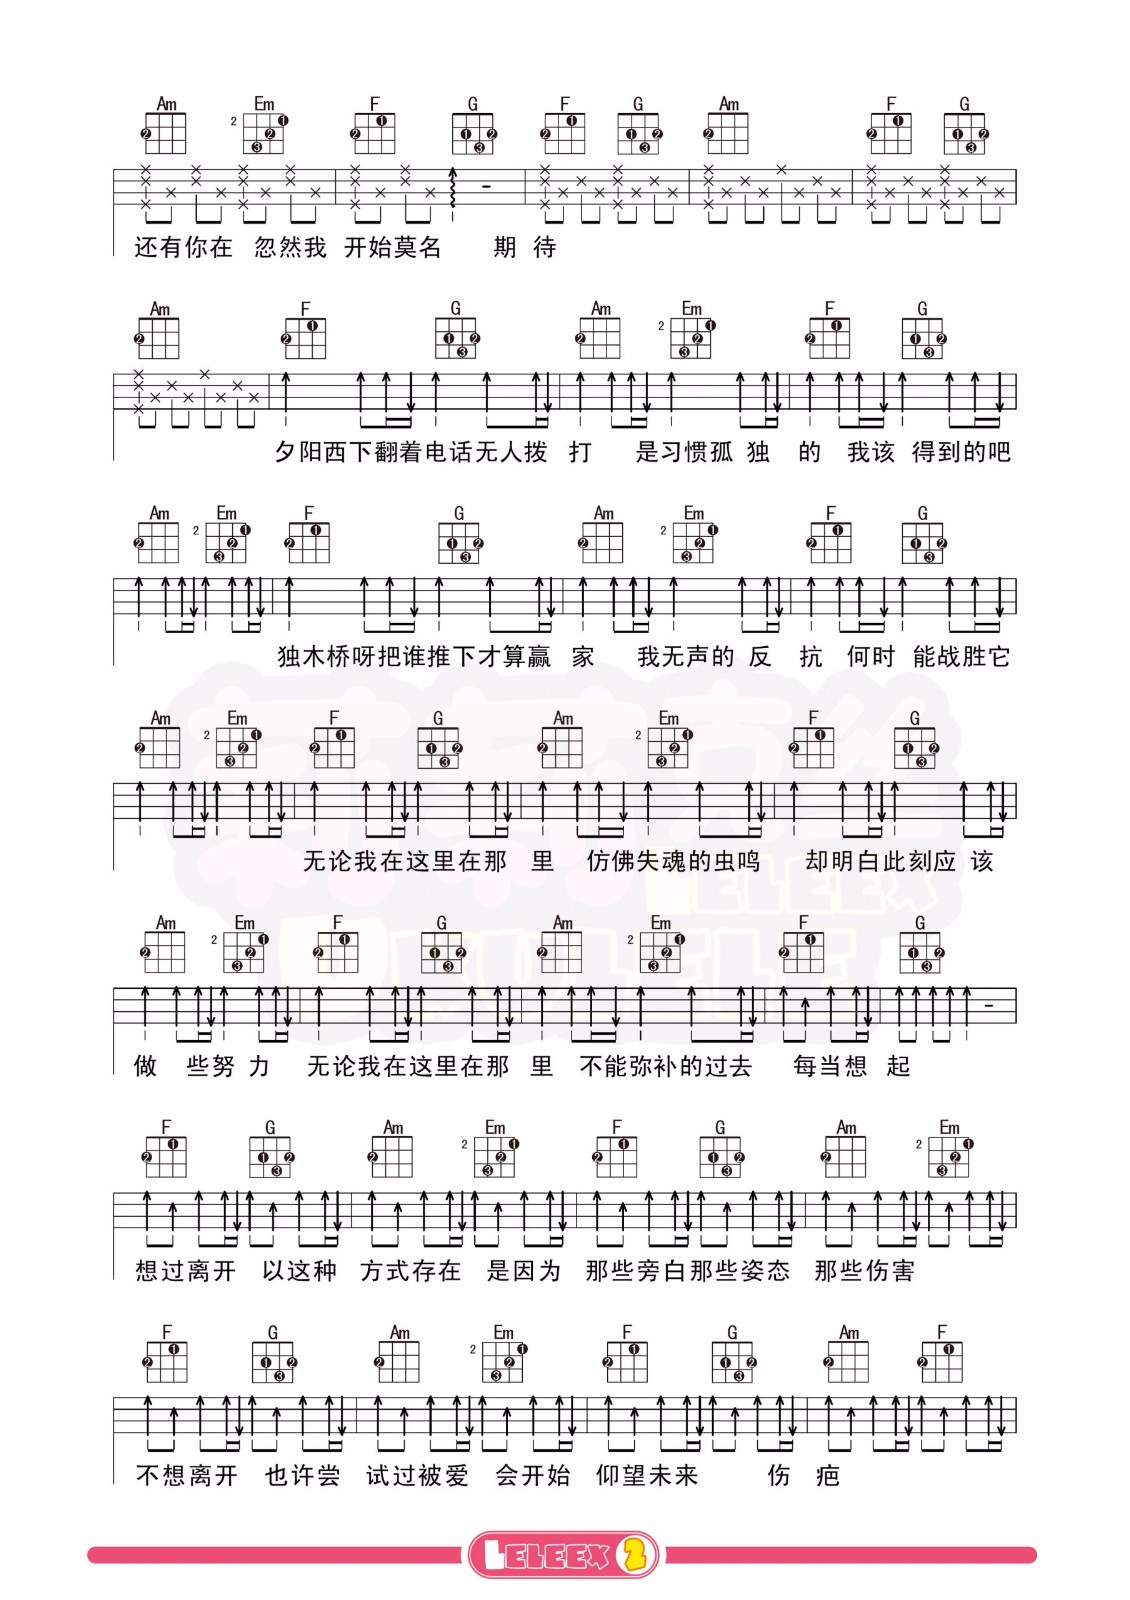 Am Em F G F G Am F G
2
还有你在 忽然我 开始莫名 期 待
Am F G Am Em F G
2
夕阳西下翻着电话无人拨 打 是习惯孤 独 的 我该 得到的吧
Am Em F G Am Em F G
2 2
独木桥呀把谁推下才算赢 家 我无声的 反 抗 何时 能战胜它
Am Em F G Am Em F G
2 2
无论我在这里在那 里 仿佛失魂的虫鸣 却明白此刻应该
Am Em F G Am Em F G
2 2
做 些努 力 无论我在这里在那 里 不能弥补的过去 每当想 起
F G Am Em F G Am Em
2 2
想过离开 以这种 方式存在 是因为 那些旁白那些姿态 那些伤害
F G Am Em F G Am F
2
不想离开 也许尝 试过被爱 会开始 仰望未来 伤 疤
LELEEX 2
莉莉克丝
LELEEX
UKULELE